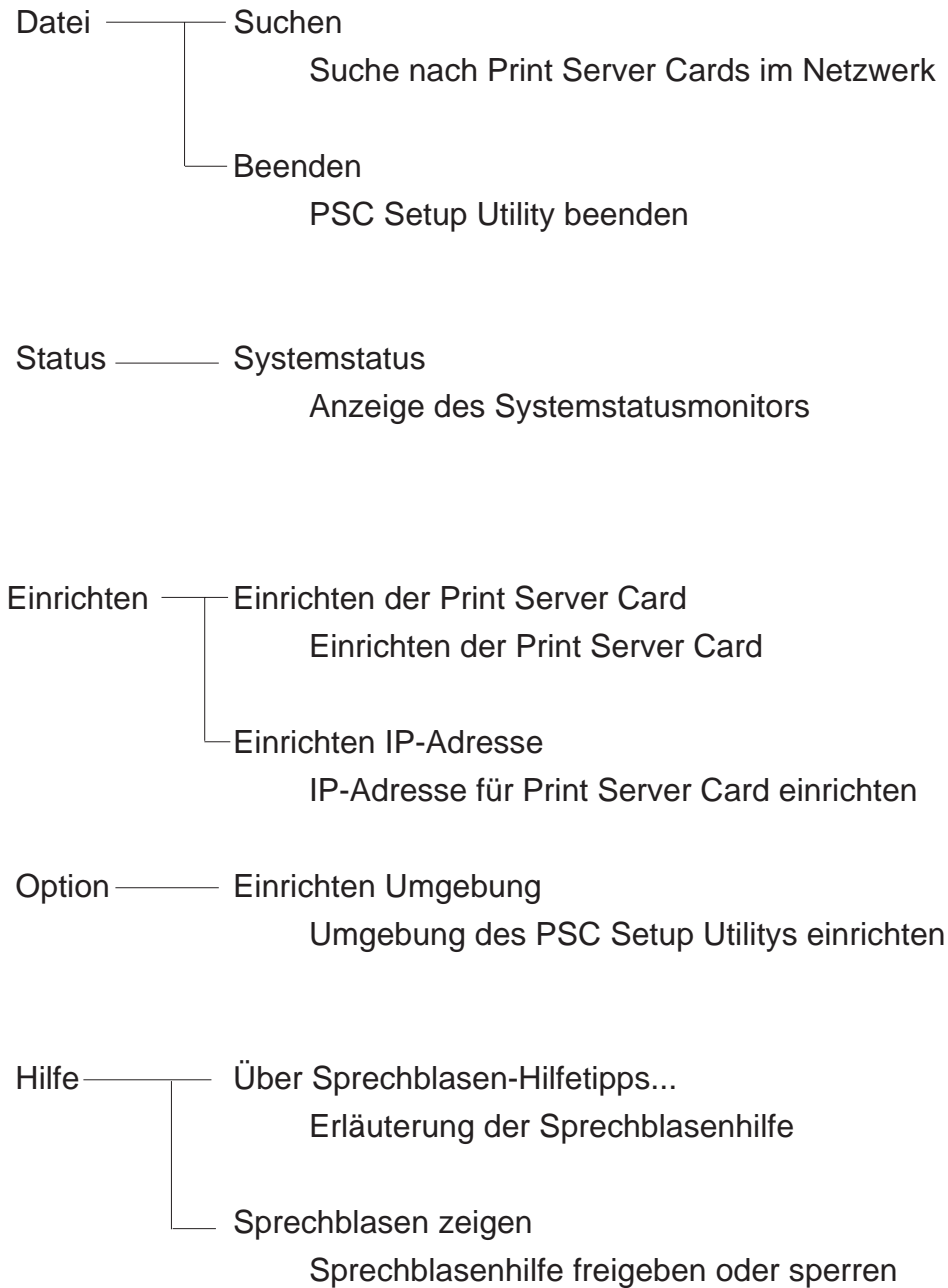 Datei Suchen
Suche nach Print Server Cards im Netzwerk
Beenden
PSC Setup Utility beenden
Status Systemstatus
Anzeige des Systemstatusmonitors
Einrichten Einrichten der Print Server Card
Einrichten der Print Server Card
Einrichten IP-Adresse
IP-Adresse für Print Server Card einrichten
Option Einrichten Umgebung
Umgebung des PSC Setup Utilitys einrichten
Hilfe Über Sprechblasen-Hilfetipps...
Erläuterung der Sprechblasenhilfe
Sprechblasen zeigen
Sprechblasenhilfe freigeben oder sperren